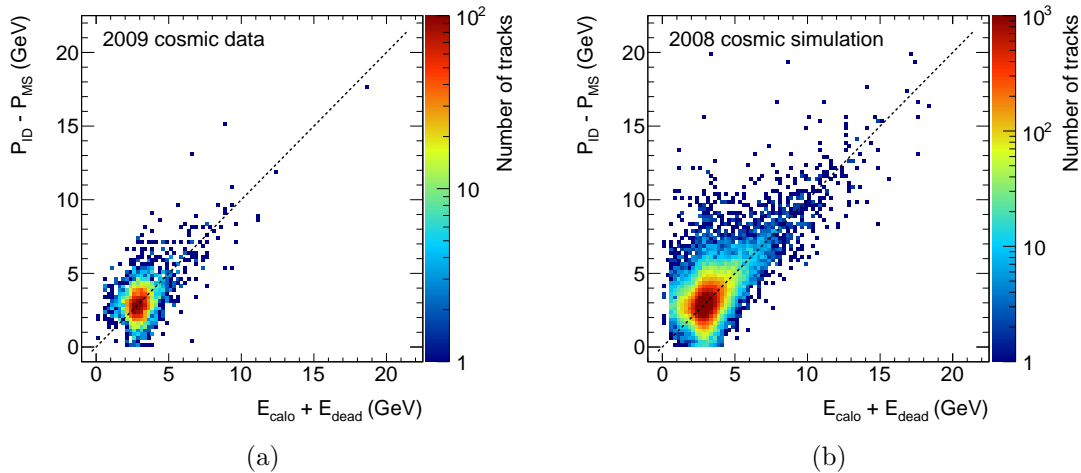 2009 cosmic data
P_ID - P_MS (GeV)
20
15
10
5
0
0 5 10 15 20
E_calo + E_dead (GeV)
10^2
10
1
Number of tracks
(a)
2008 cosmic simulation
P_ID - P_MS (GeV)
20
15
10
5
0
0 5 10 15 20
E_calo + E_dead (GeV)
10^3
10^2
10
1
Number of tracks
(b)